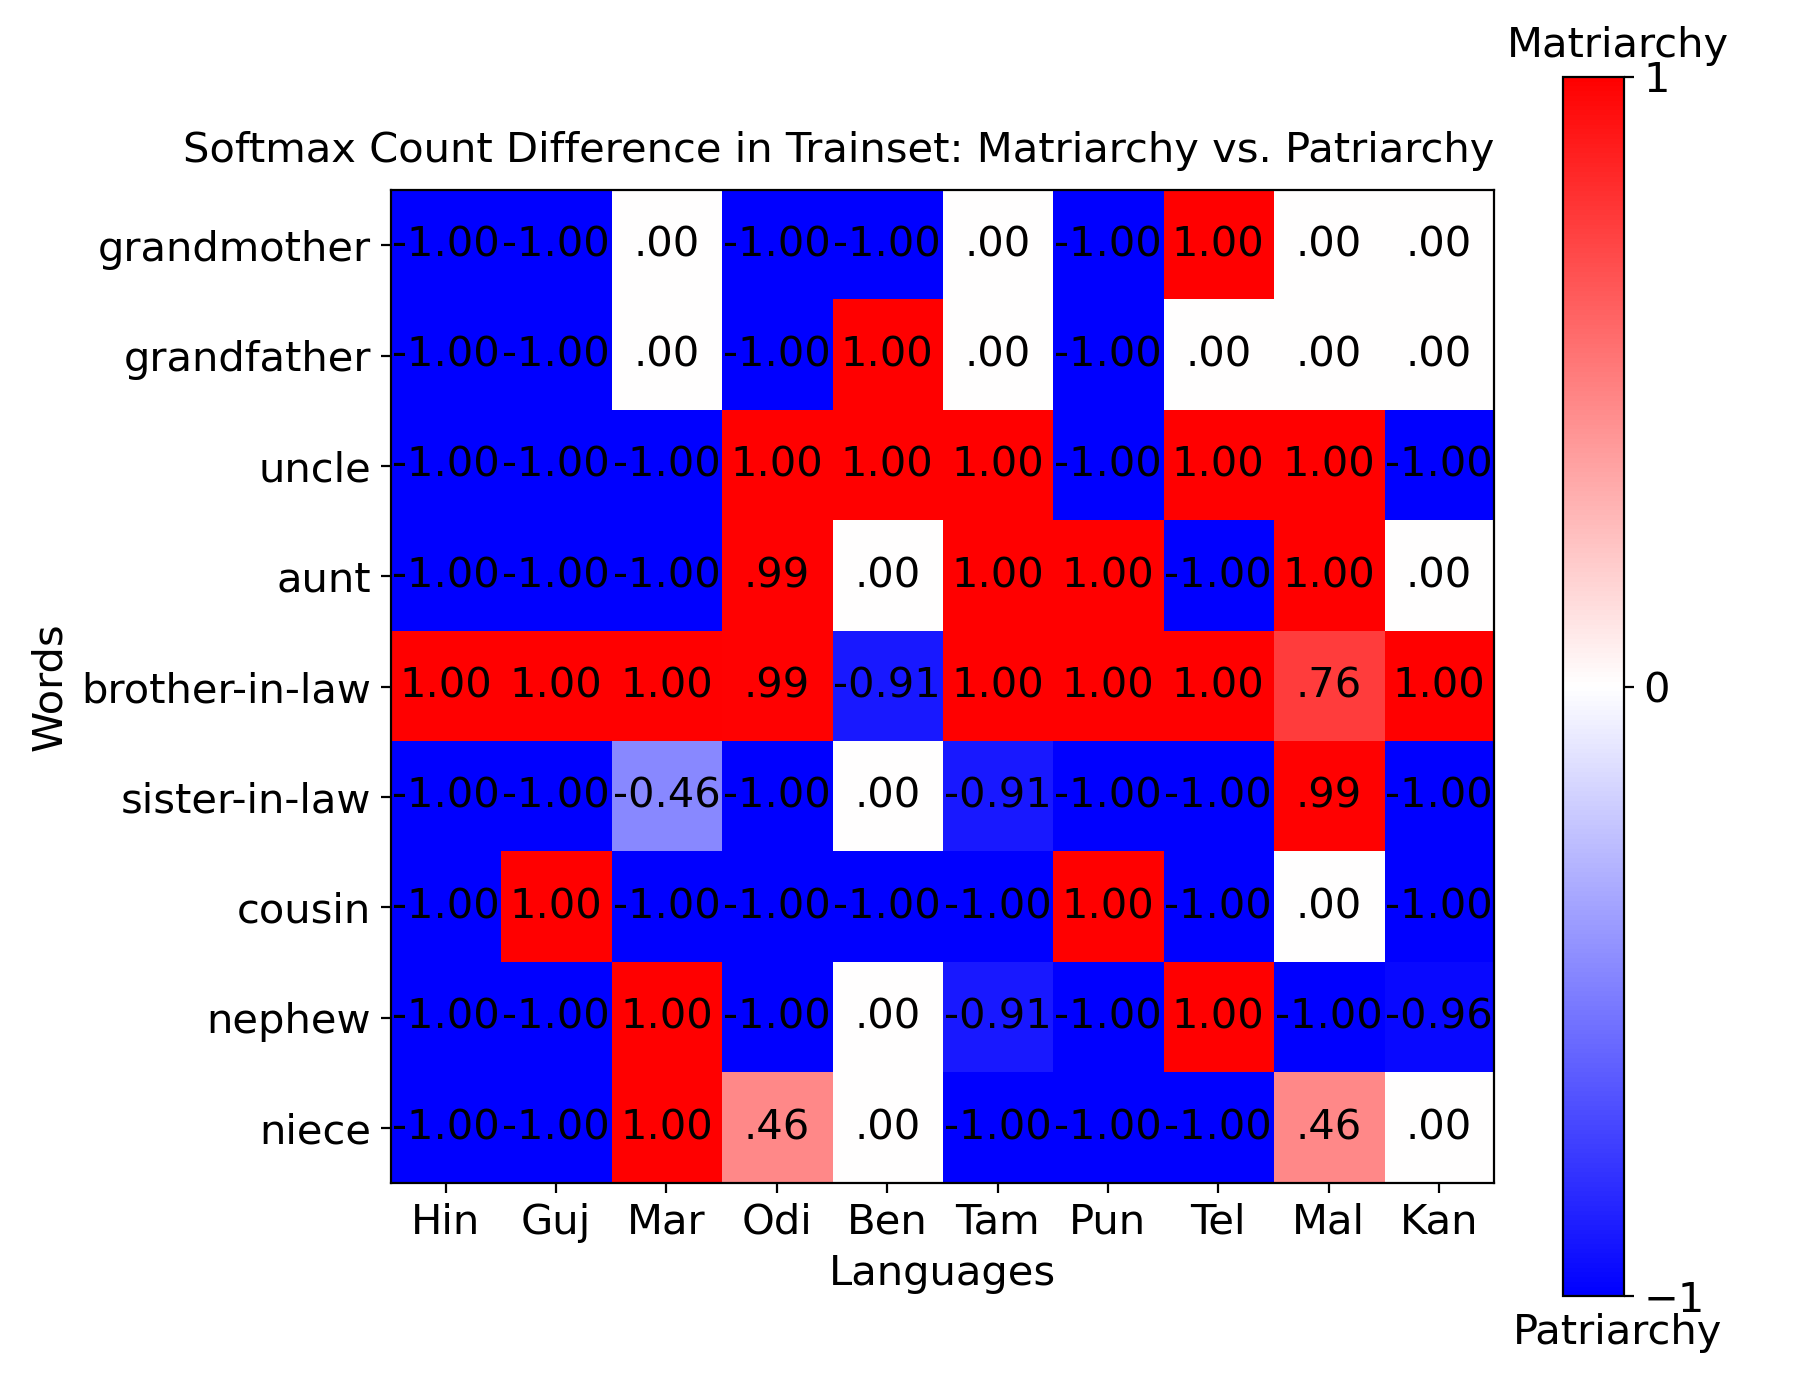 Matriarchy
1
Softmax Count Difference in Trainset: Matriarchy vs. Patriarchy
grandmother -1.00 -1.00 .00 -1.00 -1.00 .00 -1.00 1.00 .00 .00
grandfather -1.00 -1.00 .00 -1.00 1.00 .00 -1.00 .00 .00 .00
uncle -1.00 -1.00 -1.00 1.00 1.00 1.00 -1.00 1.00 1.00 -1.00
aunt -1.00 -1.00 -1.00 .99 .00 1.00 1.00 -1.00 1.00 .00
brother-in-law 1.00 1.00 1.00 .99 -0.91 1.00 1.00 1.00 .76 1.00
0
Words
sister-in-law -1.00 -1.00 -0.46 -1.00 .00 -0.91 -1.00 -1.00 .99 -1.00
cousin -1.00 1.00 -1.00 -1.00 -1.00 -1.00 1.00 -1.00 .00 -1.00
nephew -1.00 -1.00 1.00 -1.00 .00 -0.91 -1.00 1.00 -1.00 -0.96
niece -1.00 -1.00 1.00 .46 .00 -1.00 -1.00 -1.00 .46 .00
Hin Guj Mar Odi Ben Tam Pun Tel Mal Kan
Languages
−1
Patriarchy